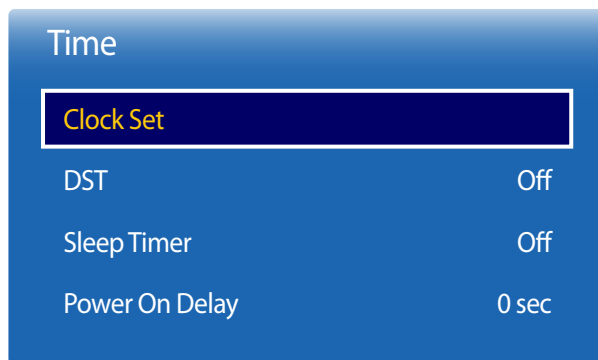 Time
Clock Set
DST Off
Sleep Timer Off
Power On Delay 0 sec